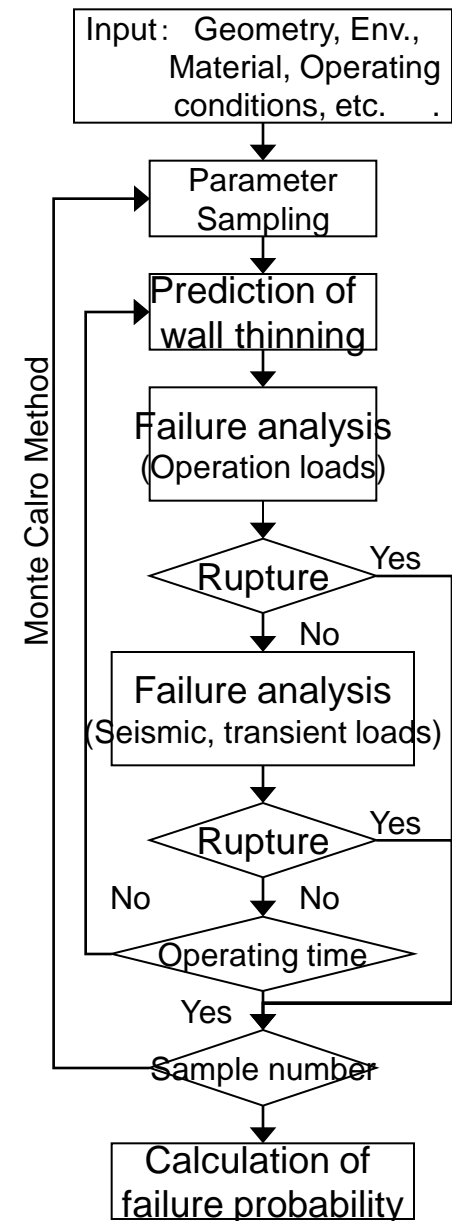 Input: Geometry, Env.,
Material, Operating
conditions, etc. .
Parameter
Sampling
Prediction of
wall thinning
Failure analysis
(Operation loads)
Rupture
Yes
No
Failure analysis
(Seismic, transient loads)
Rupture
Yes
No
No
Operating time
Yes
Sample number
Calculation of
failure probability
Monte Calro Method